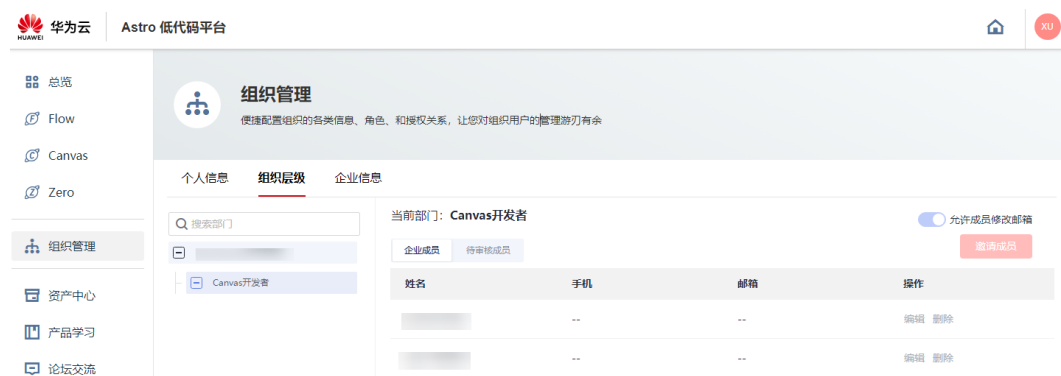 HUAWEI 华为云 Astro 低代码平台 XU
总览
Flow
Canvas
Zero
组织管理
资产中心
产品学习
论坛交流
组织管理
便捷配置组织的各类信息、角色、和授权关系，让您对组织用户的管理游刃有余
个人信息 组织层级 企业信息
搜索部门
Canvas开发者
当前部门：Canvas开发者 允许成员修改邮箱
企业成员 待审核成员 邀请成员
姓名 手机 邮箱 操作
-- -- 编辑 删除
-- -- 编辑 删除